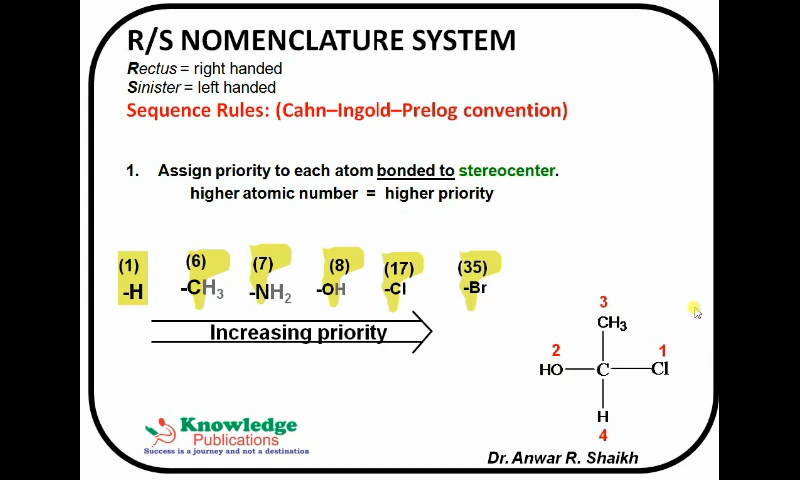 R/S NOMENCLATURE SYSTEM
Rectus = right handed
Sinister = left handed
Sequence Rules: (Cahn–Ingold–Prelog convention)
1. Assign priority to each atom bonded to stereocenter.
higher atomic number = higher priority
(1) (6) (7) (8) (17) (35)
-H -CH3 -NH2 -OH -Cl -Br
Increasing priority
3
CH3
2 1
HO C Cl
H
4
Knowledge
Publications
Success is a journey and not a destination
Dr. Anwar R. Shaikh